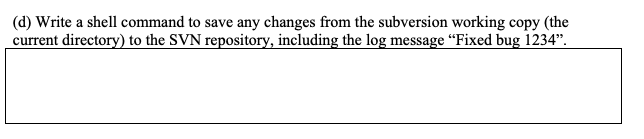 (d) Write a shell command to save any changes from the subversion working copy (the
current directory) to the SVN repository, including the log message “Fixed bug 1234”.